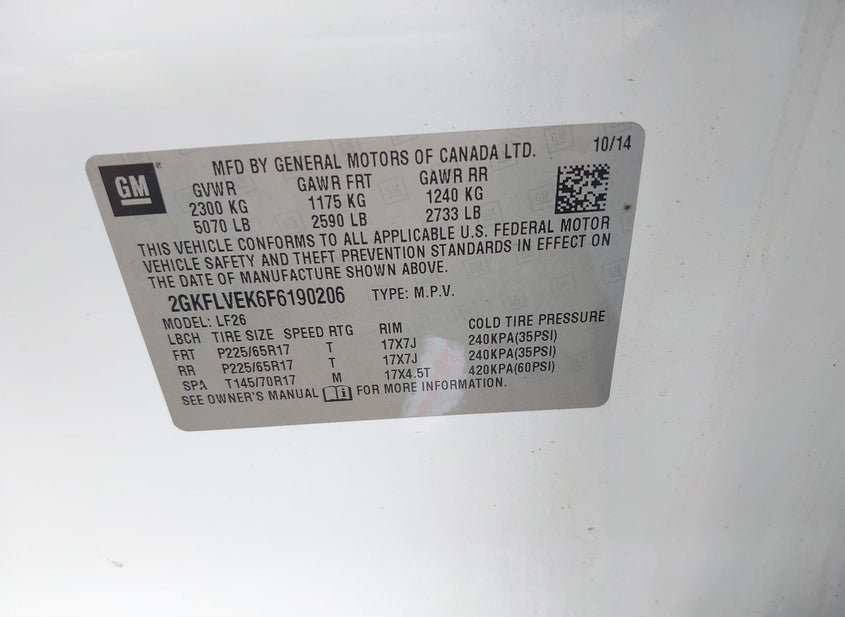 GM
MFD BY GENERAL MOTORS OF CANADA LTD. 10/14
GVWR GAWR FRT GAWR RR
2300 KG 1175 KG 1240 KG
5070 LB 2590 LB 2733 LB
THIS VEHICLE CONFORMS TO ALL APPLICABLE U.S. FEDERAL MOTOR
VEHICLE SAFETY AND THEFT PREVENTION STANDARDS IN EFFECT ON
THE DATE OF MANUFACTURE SHOWN ABOVE.
2GKFLVEK6F6190206 TYPE: M.P.V.
MODEL: LF26
LBCH TIRE SIZE SPEED RTG RIM COLD TIRE PRESSURE
FRT P225/65R17 T 17X7J 240KPA(35PSI)
RR P225/65R17 T 17X7J 240KPA(35PSI)
SPA T145/70R17 M 17X4.5T 420KPA(60PSI)
SEE OWNER'S MANUAL FOR MORE INFORMATION.